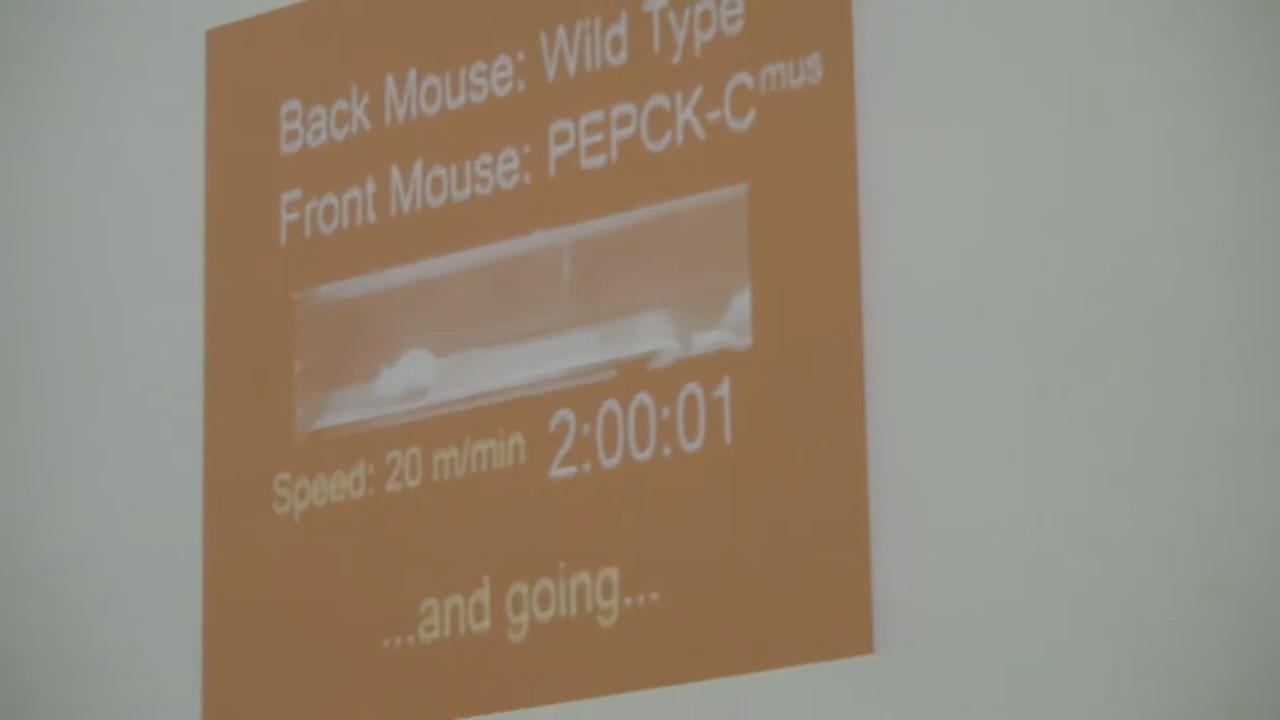 Back Mouse: Wild Type
Front Mouse: PEPCK-Cᵐᵘˢ
Speed: 20 m/min 2:00:01
...and going...